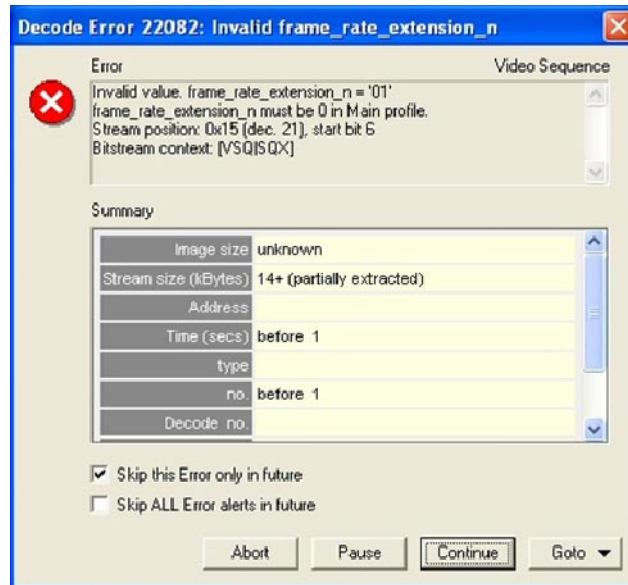 Decode Error 22082: Invalid frame_rate_extension_n
Error Video Sequence
Invalid value. frame_rate_extension_n = '01'
frame_rate_extension_n must be 0 in Main profile.
Stream position: 0x15 (dec. 21), start bit 6
Bitstream context: [VSQ|SQX]
Summary
Image size unknown
Stream size (kBytes) 14+ (partially extracted)
Address
Time (secs) before 1
type
no. before 1
Decode no.
Skip this Error only in future
Skip ALL Error alerts in future
Abort Pause Continue Goto